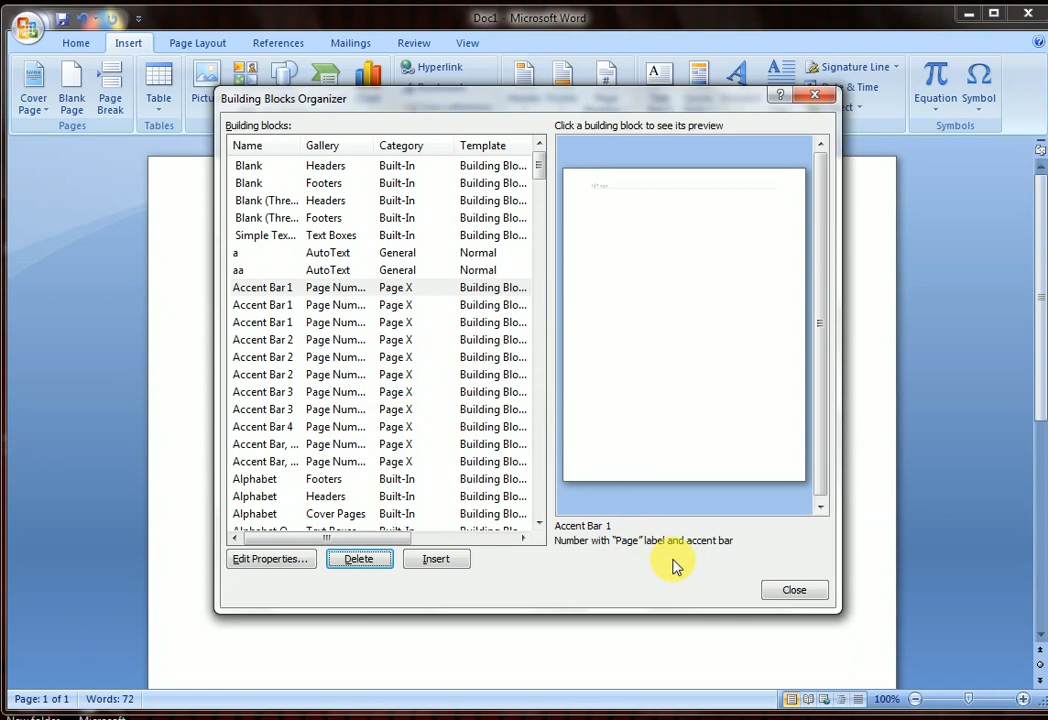 Doc1 - Microsoft Word
Home Insert Page Layout References Mailings Review View
Hyperlink
Signature Line
Cover Page
Blank Page
Page Break
Table
Equation
Symbol
Pages
Tables
Symbols
Building Blocks Organizer
Building blocks:
Click a building block to see its preview
Name Gallery Category Template
Blank Headers Built-In Building Blo...
Blank Footers Built-In Building Blo...
Blank (Thre... Headers Built-In Building Blo...
Blank (Thre... Footers Built-In Building Blo...
Simple Tex... Text Boxes Built-In Building Blo...
a AutoText General Normal
aa AutoText General Normal
Accent Bar 1 Page Num... Page X Building Blo...
Accent Bar 1 Page Num... Page X Building Blo...
Accent Bar 1 Page Num... Page X Building Blo...
Accent Bar 2 Page Num... Page X Building Blo...
Accent Bar 2 Page Num... Page X Building Blo...
Accent Bar 2 Page Num... Page X Building Blo...
Accent Bar 3 Page Num... Page X Building Blo...
Accent Bar 3 Page Num... Page X Building Blo...
Accent Bar 4 Page Num... Page X Building Blo...
Accent Bar, ... Page Num... Page X Building Blo...
Accent Bar, ... Page Num... Page X Building Blo...
Alphabet Footers Built-In Building Blo...
Alphabet Headers Built-In Building Blo...
Alphabet Cover Pages Built-In Building Blo...
Accent Bar 1
Number with "Page" label and accent bar
Edit Properties... Delete Insert
Close
Page: 1 of 1 Words: 72 100%